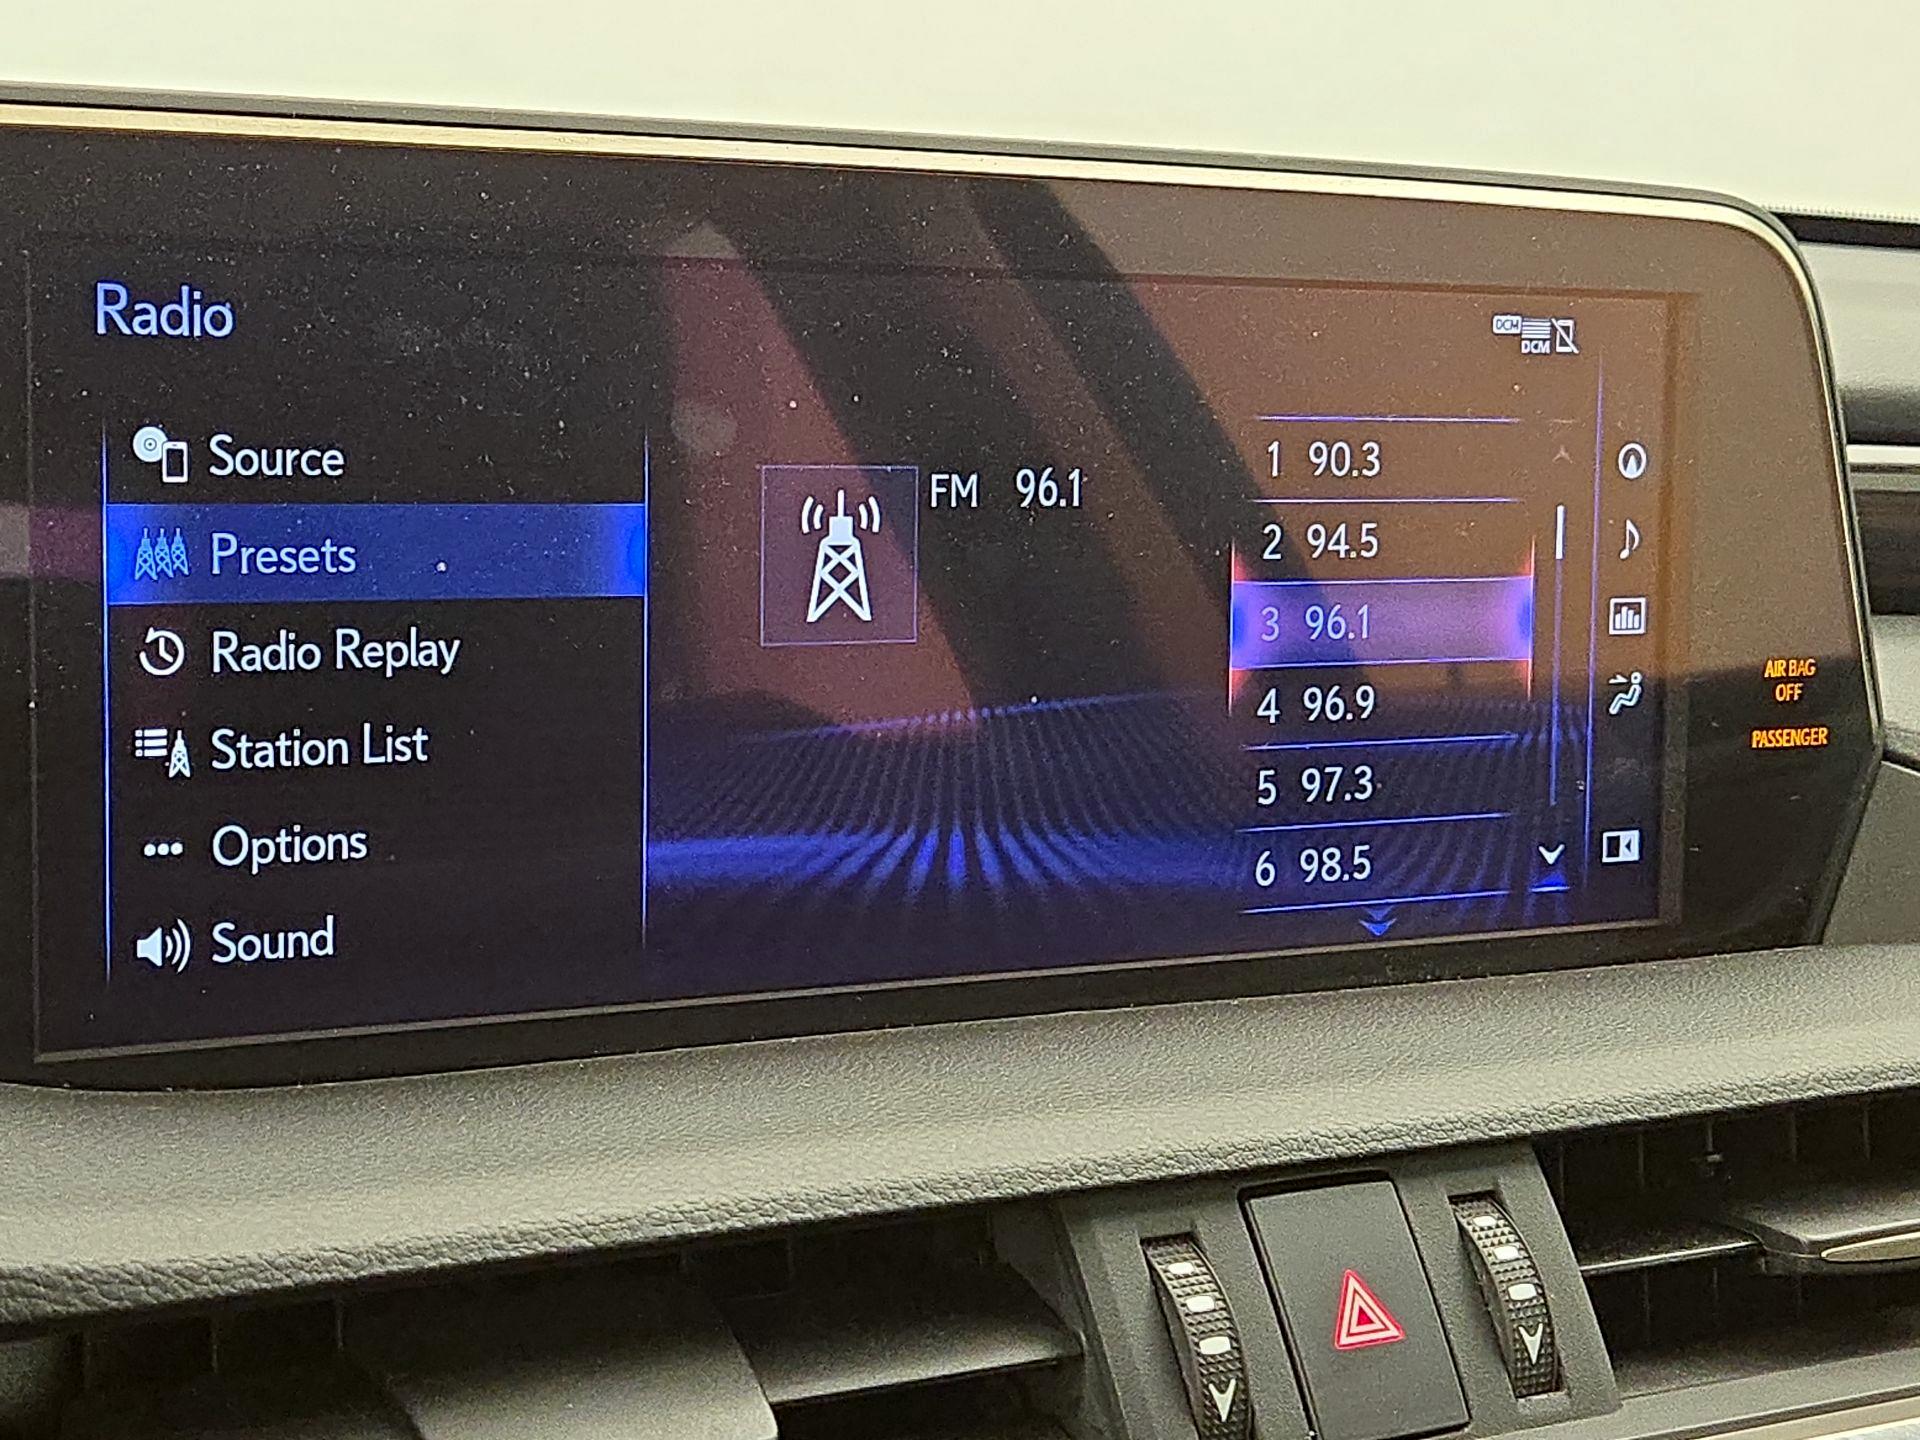 Radio
DCM
DCM
Source
Presets
Radio Replay
Station List
Options
Sound
FM 96.1
1 90.3
2 94.5
3 96.1
4 96.9
5 97.3
6 98.5
AIR BAG
OFF
PASSENGER